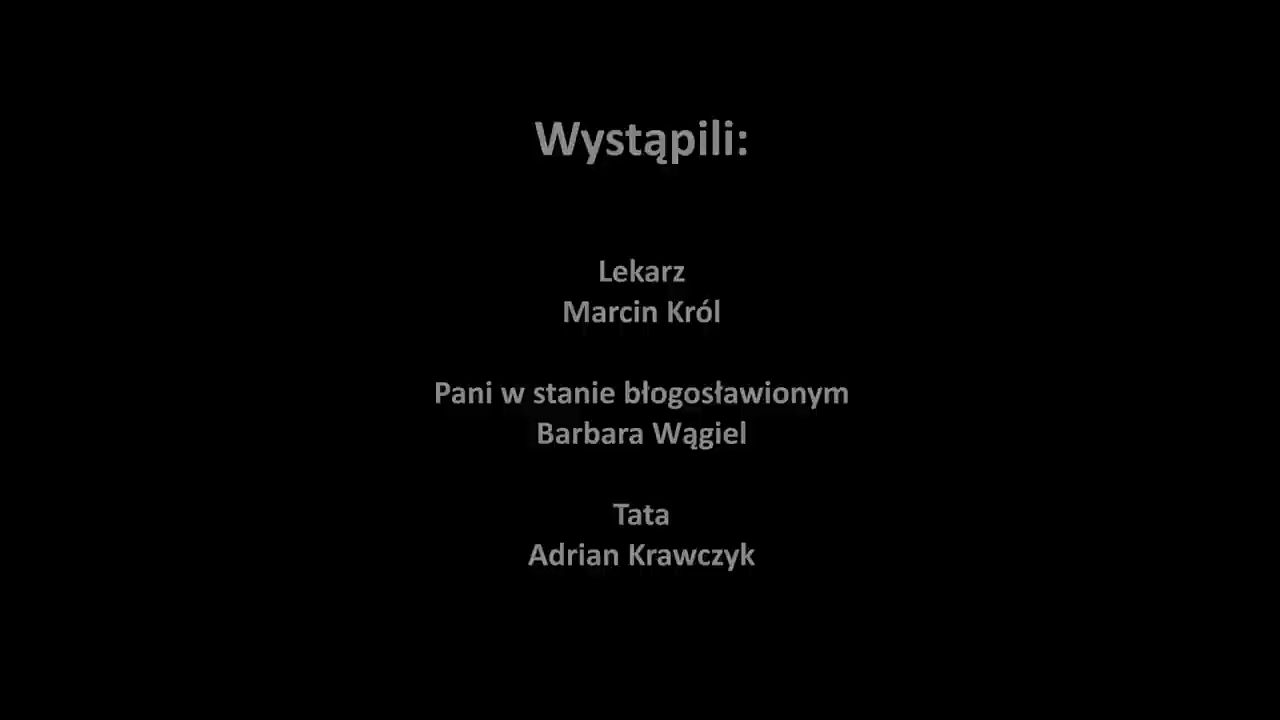 Wystąpili:
Lekarz
Marcin Król
Pani w stanie błogosławionym
Barbara Wągiel
Tata
Adrian Krawczyk